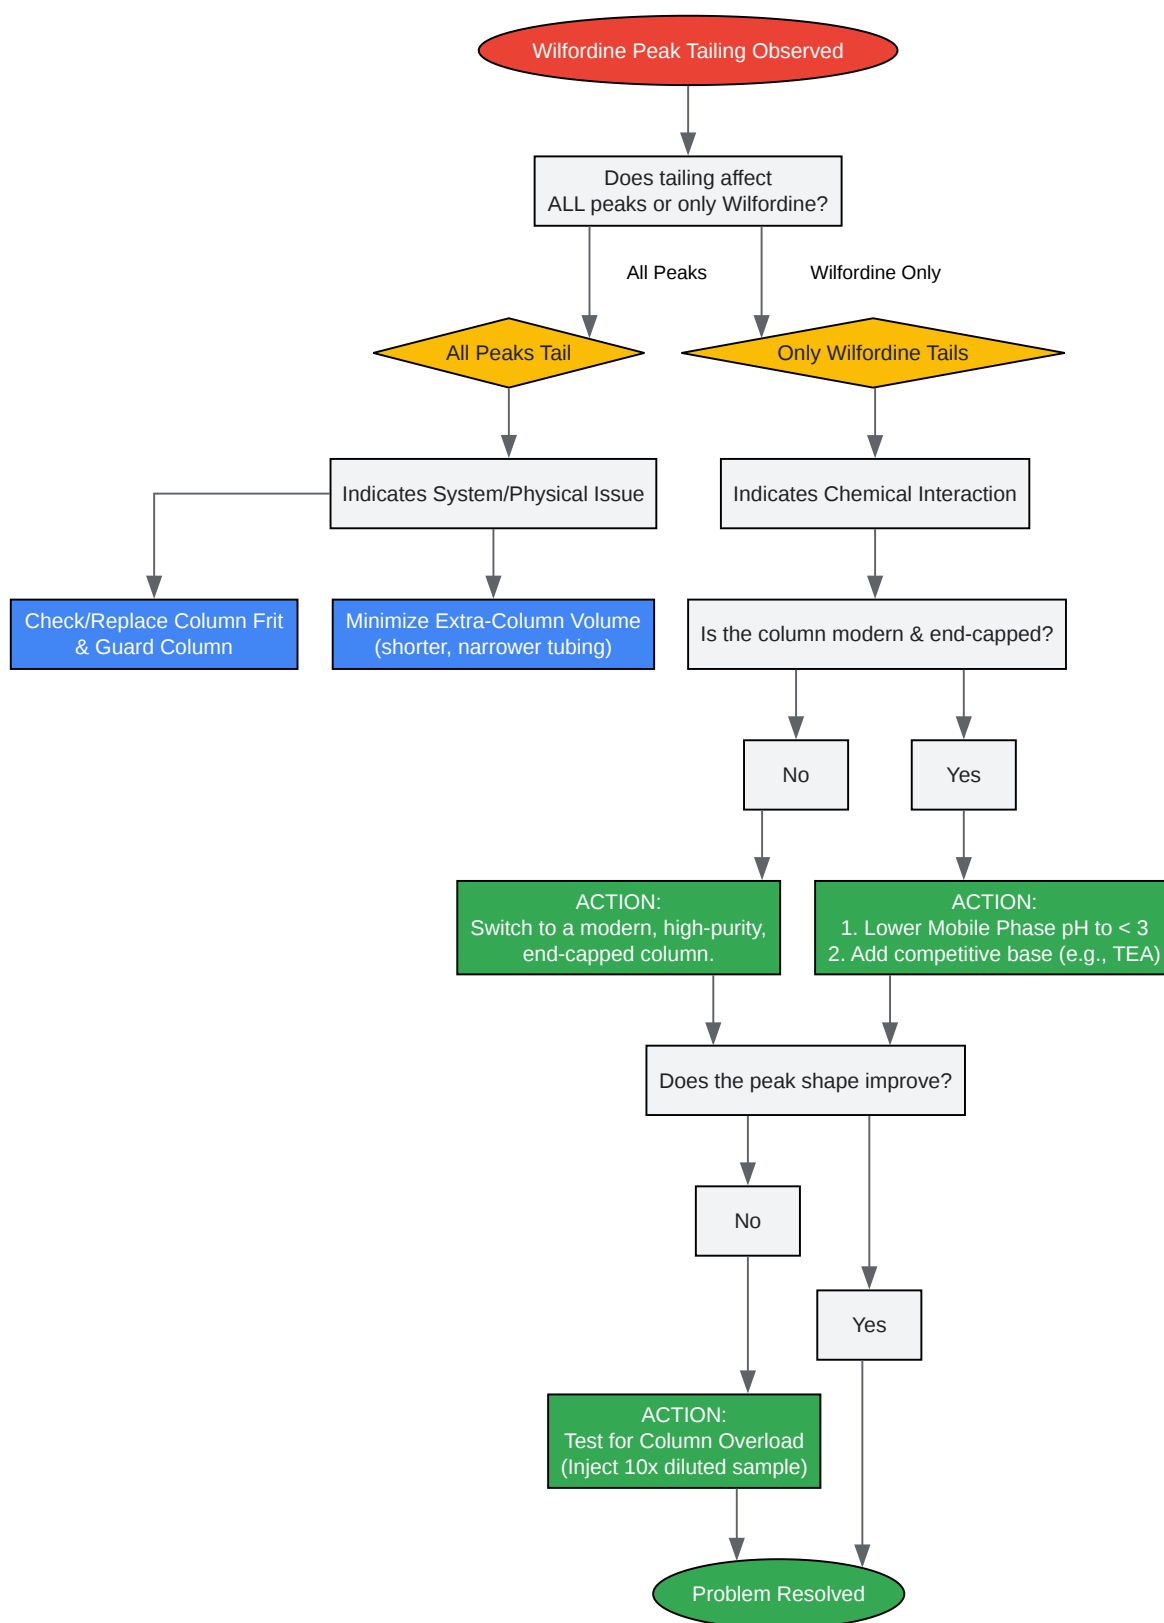 Wilfordine Peak Tailing Observed
Does tailing affect
ALL peaks or only Wilfordine?
All Peaks
Wilfordine Only
All Peaks Tail
Only Wilfordine Tails
Indicates System/Physical Issue
Indicates Chemical Interaction
Check/Replace Column Frit
& Guard Column
Minimize Extra-Column Volume
(shorter, narrower tubing)
Is the column modern & end-capped?
No
Yes
ACTION:
Switch to a modern, high-purity,
end-capped column.
ACTION:
1. Lower Mobile Phase pH to < 3
2. Add competitive base (e.g., TEA)
Does the peak shape improve?
No
Yes
ACTION:
Test for Column Overload
(Inject 10x diluted sample)
Problem Resolved